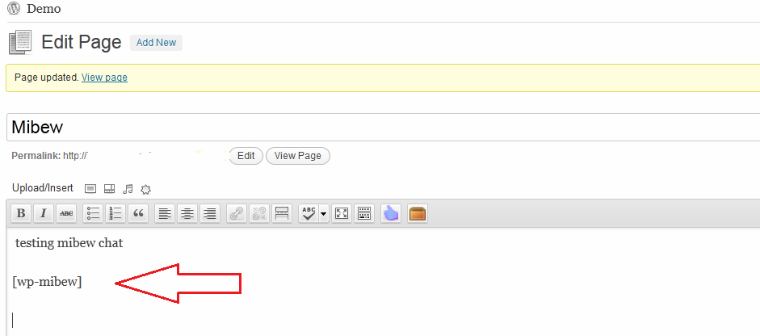 Demo
Edit Page Add New
Page updated. View page
Mibew
Permalink: http:// Edit View Page
Upload/Insert
B I ABC ABC
testing mibew chat
[wp-mibew]